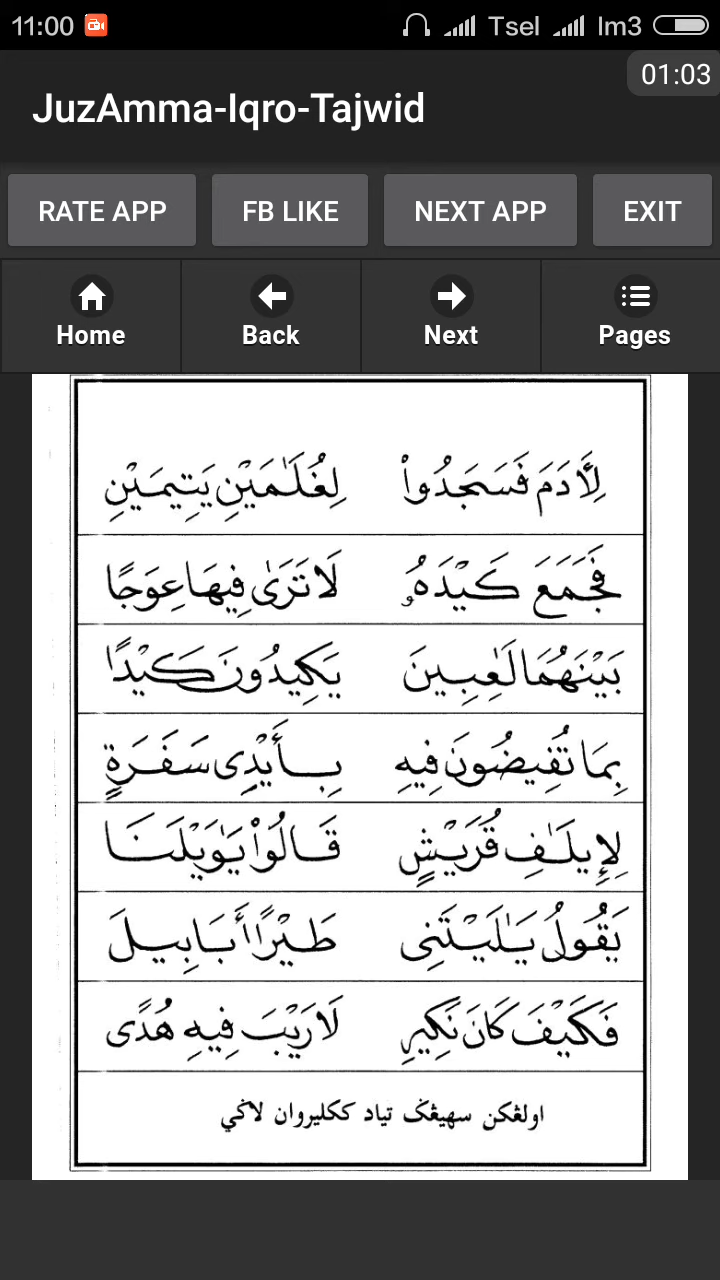 11:00 Tsel Im3
01:03
JuzAmma-Iqro-Tajwid
RATE APP FB LIKE NEXT APP EXIT
Home Back Next Pages
لِأَدَمَ فَسَجَدُواْ لِغُلَٰمَيْنِ يَتِيمَيْنِ
فَجَمَعَ كَيْدَهُۥ لَا تَرَىٰ فِيهَا عِوَجًا
بَيْنَهُمَا لَٰعِبِينَ يَكِيدُونَ كَيْدًا
بِمَا تُفِيضُونَ فِيهِ بِأَيْدِى سَفَرَةٍ
لِإِيلَٰفِ قُرَيْشٍ قَالُواْ يَٰوَيْلَنَا
يَقُولُ يَٰلَيْتَنِى طَيْرًا أَبَابِيلَ
فَكَيْفَ كَانَ نَكِيرِ لَا رَيْبَ فِيهِ هُدًى
اولڠكن سهيڠݢ تياد ككليروان لاݢي